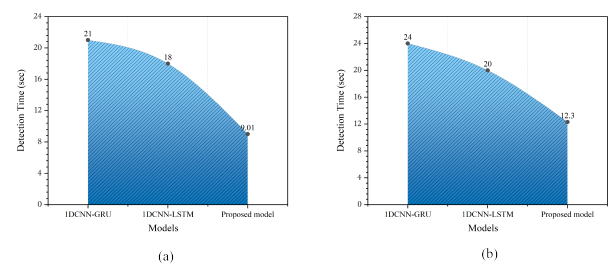 24
20
16
12
8
4
0
21
18
9.01
Detection Time (sec)
1DCNN-GRU 1DCNN-LSTM Proposed model
Models
(a)
28
24
20
16
12
8
4
0
24
20
12.3
Detection Time (sec)
1DCNN-GRU 1DCNN-LSTM Proposed model
Models
(b)